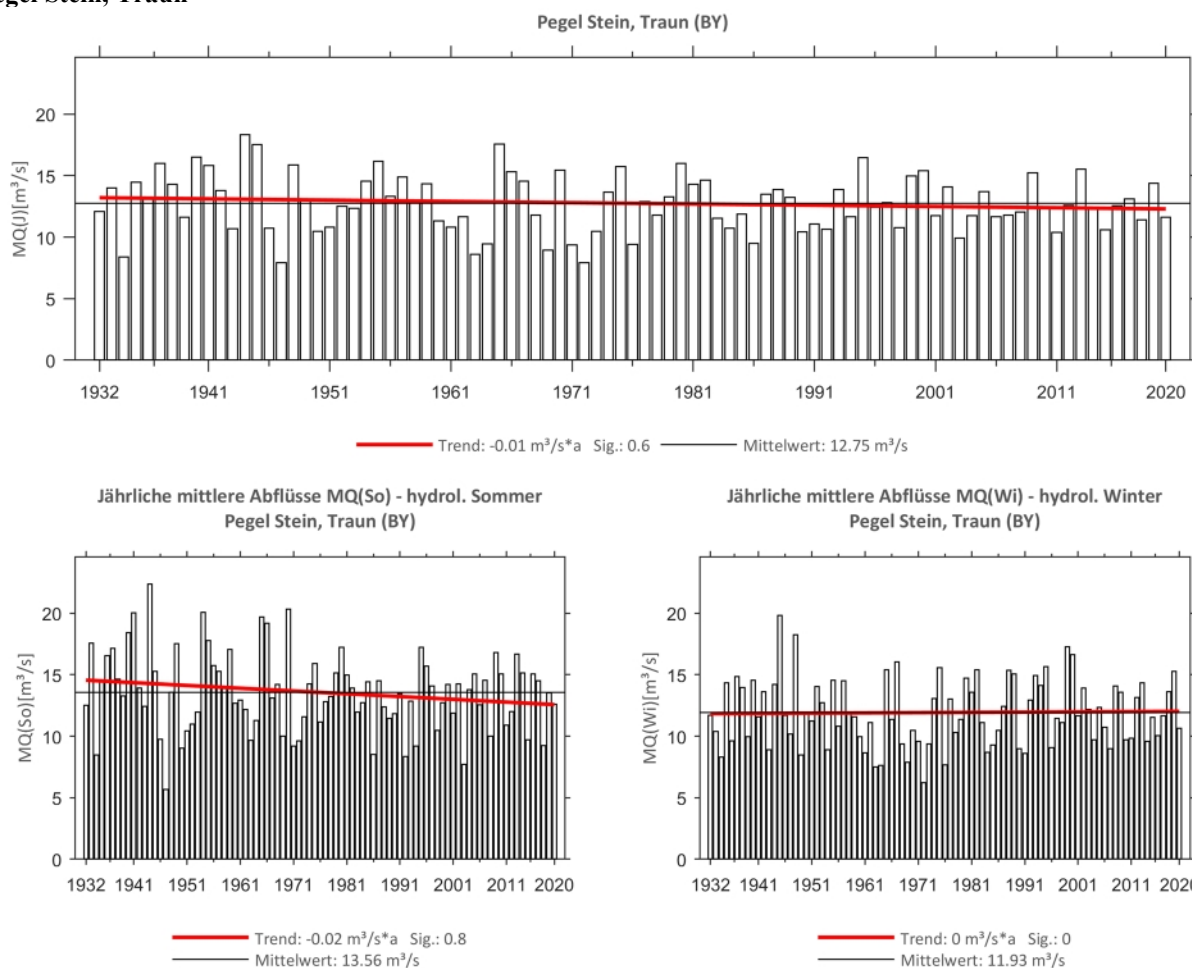 Pegel Stein, Traun
Pegel Stein, Traun (BY)
MQ(J)[m³/s]
20
15
10
5
0
1932 1941 1951 1961 1971 1981 1991 2001 2011 2020
Trend: -0.01 m³/s*a Sig.: 0.6 Mittelwert: 12.75 m³/s
Jährliche mittlere Abflüsse MQ(So) - hydrol. Sommer
Pegel Stein, Traun (BY)
MQ(So)[m³/s]
20
15
10
5
0
1932 1941 1951 1961 1971 1981 1991 2001 2011 2020
Trend: -0.02 m³/s*a Sig.: 0.8
Mittelwert: 13.56 m³/s
Jährliche mittlere Abflüsse MQ(Wi) - hydrol. Winter
Pegel Stein, Traun (BY)
MQ(Wi)[m³/s]
20
15
10
5
0
1932 1941 1951 1961 1971 1981 1991 2001 2011 2020
Trend: 0 m³/s*a Sig.: 0
Mittelwert: 11.93 m³/s